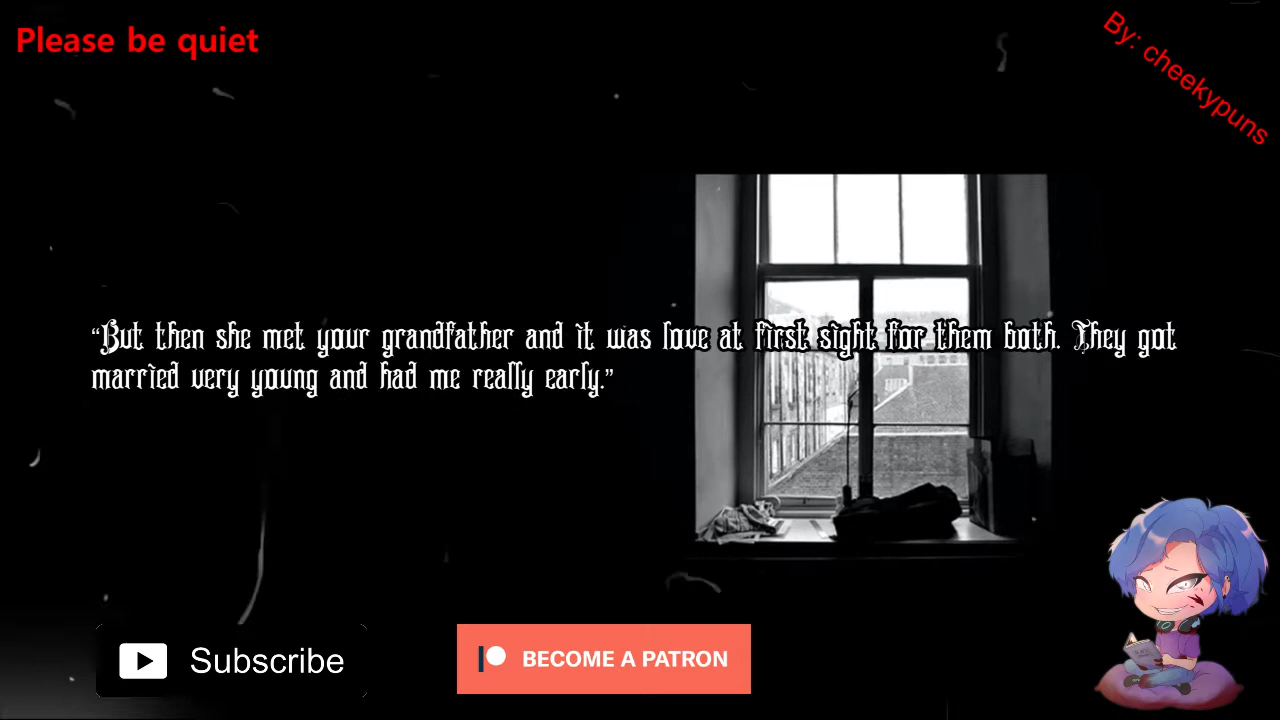 Please be quiet
By: cheekypuns
“But then she met your grandfather and it was love at first sight for them both. They got
married very young and had me really early.”
Subscribe
BECOME A PATRON